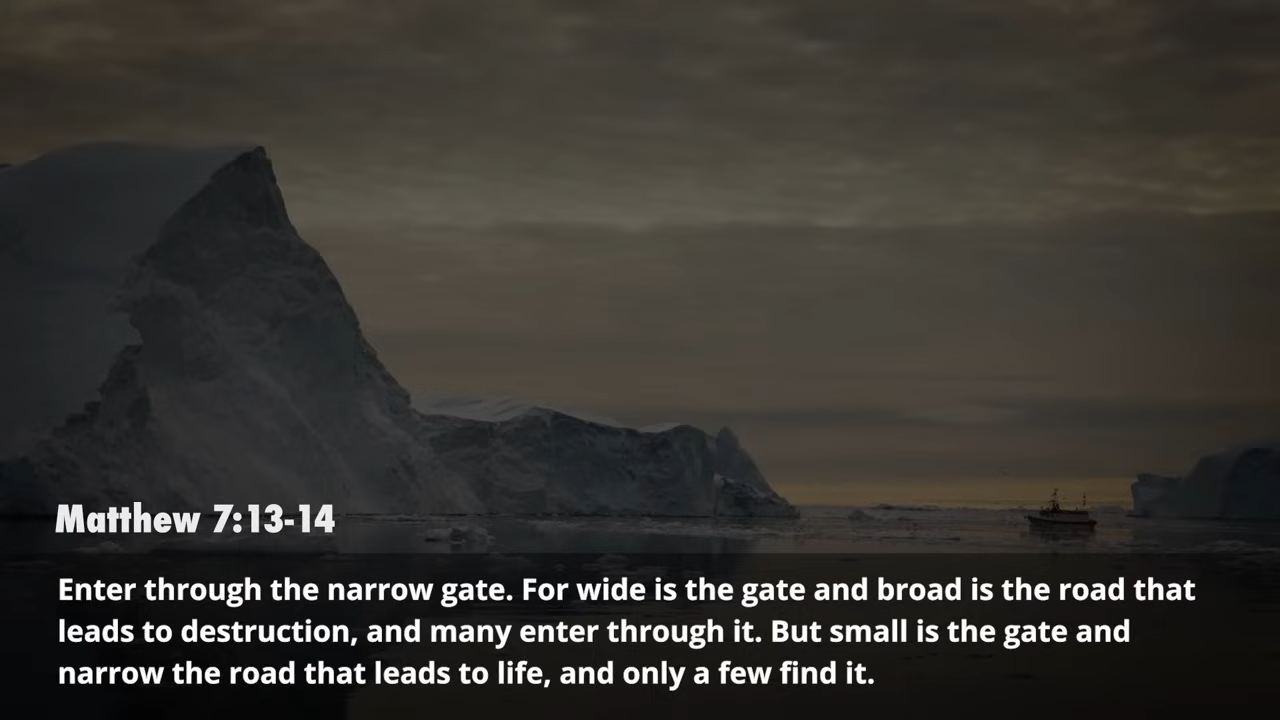 Matthew 7:13-14
Enter through the narrow gate. For wide is the gate and broad is the road that
leads to destruction, and many enter through it. But small is the gate and
narrow the road that leads to life, and only a few find it.